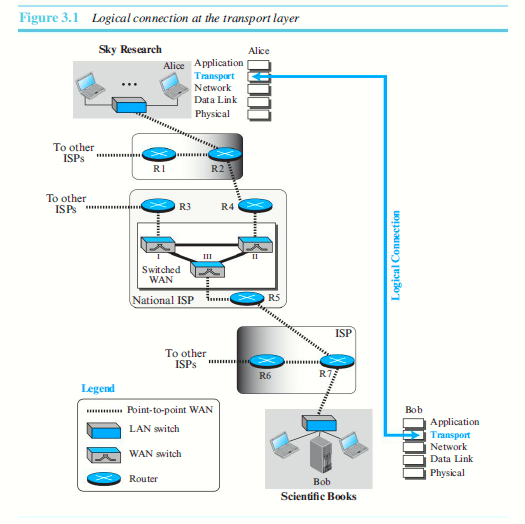 Figure 3.1 Logical connection at the transport layer
Sky Research
Alice
Alice
Application
Transport
Network
Data Link
Physical
To other
ISPs
R1
R2
To other
ISPs
R3
R4
I
III
II
Switched
WAN
National ISP
R5
Logical Connection
ISP
To other
ISPs
R6
R7
Legend
Point-to-point WAN
LAN switch
WAN switch
Router
Bob
Scientific Books
Bob
Application
Transport
Network
Data Link
Physical